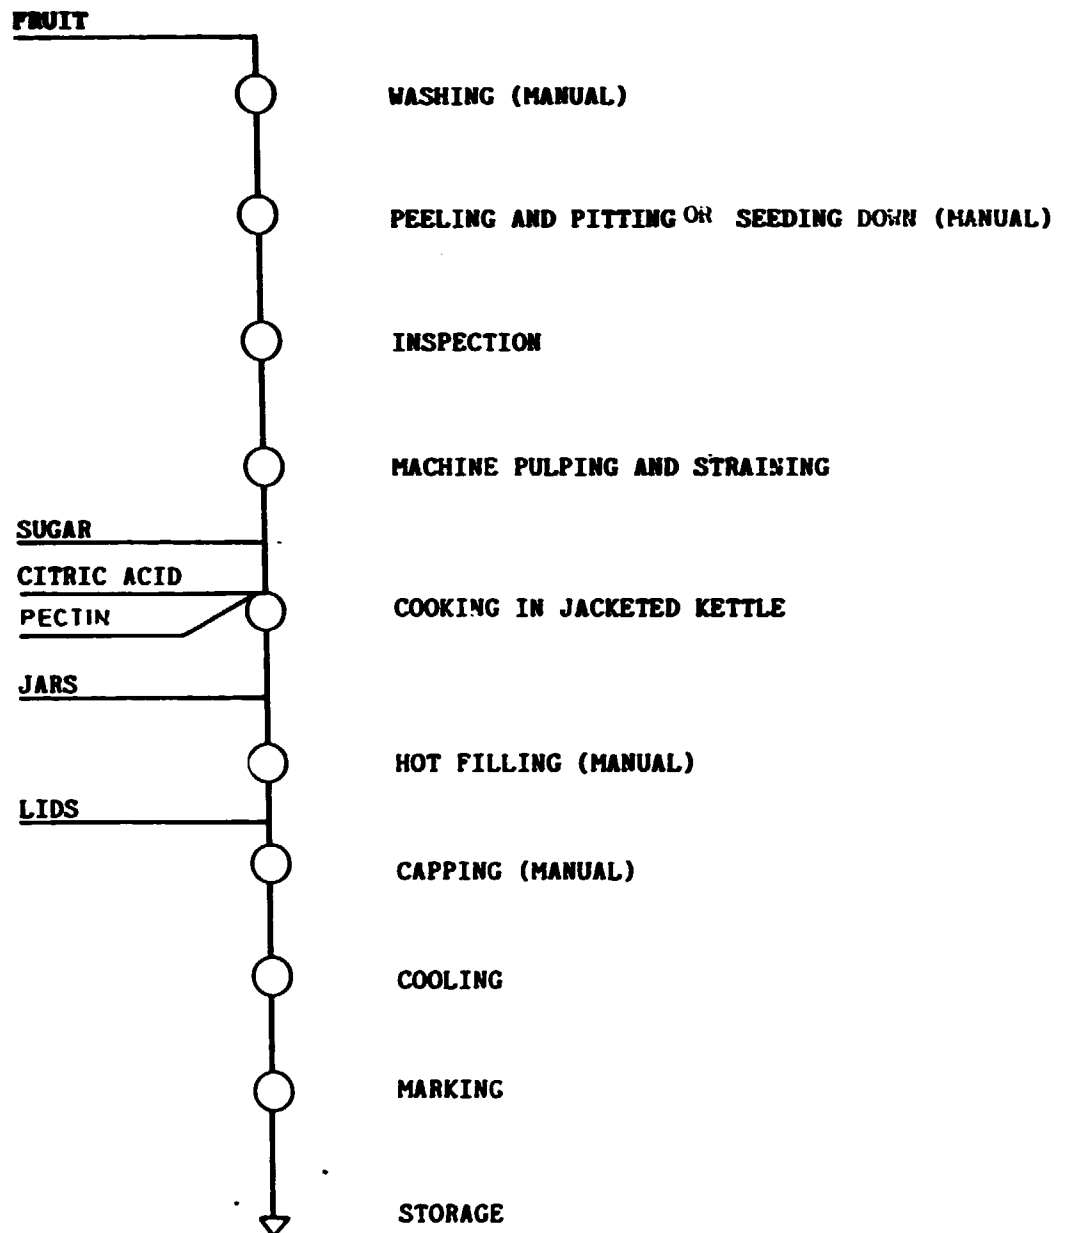 FRUIT
WASHING (MANUAL)
PEELING AND PITTING OR SEEDING DOWN (MANUAL)
INSPECTION
MACHINE PULPING AND STRAINING
SUGAR
CITRIC ACID
PECTIN
COOKING IN JACKETED KETTLE
JARS
HOT FILLING (MANUAL)
LIDS
CAPPING (MANUAL)
COOLING
MARKING
STORAGE